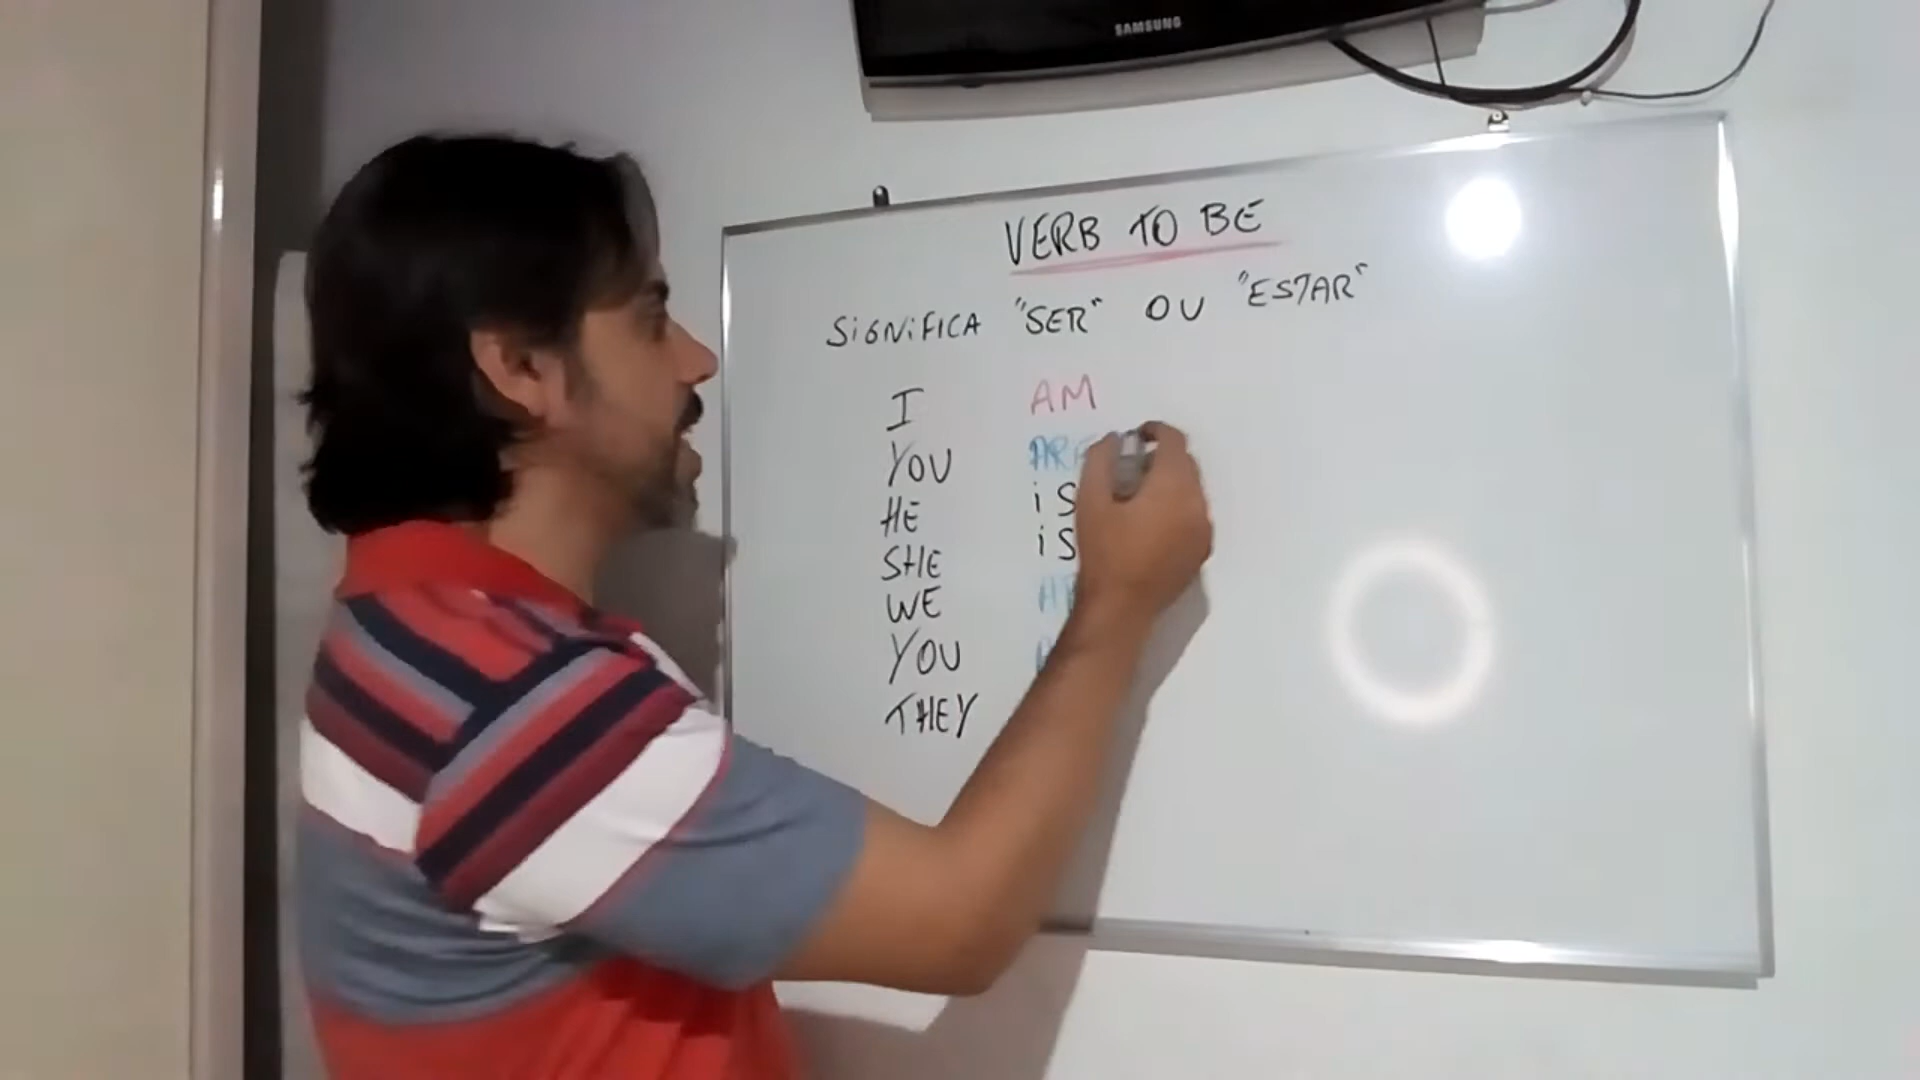 SAMSUNG
VERB TO BE
SiGNiFICA "SER" OU "ESTAR"
I AM
YOU ARE
HE iS
SHE iS
WE
YOU
THEY